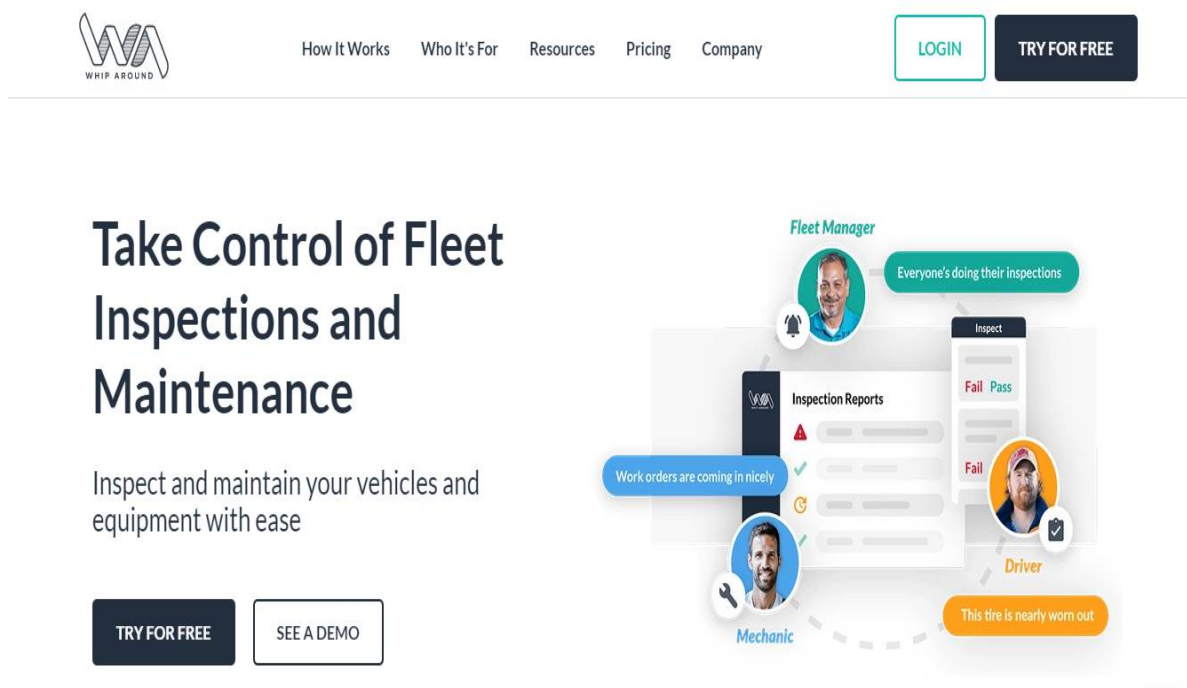 WHIP AROUND
How It Works
Who It's For
Resources
Pricing
Company
LOGIN
TRY FOR FREE
Take Control of Fleet
Inspections and
Maintenance
Inspect and maintain your vehicles and
equipment with ease
TRY FOR FREE
SEE A DEMO
Fleet Manager
Everyone's doing their inspections
Inspect
Fail Pass
WA
WHIP AROUND
Inspection Reports
Fail
Work orders are coming in nicely
Driver
This tire is nearly worn out
Mechanic